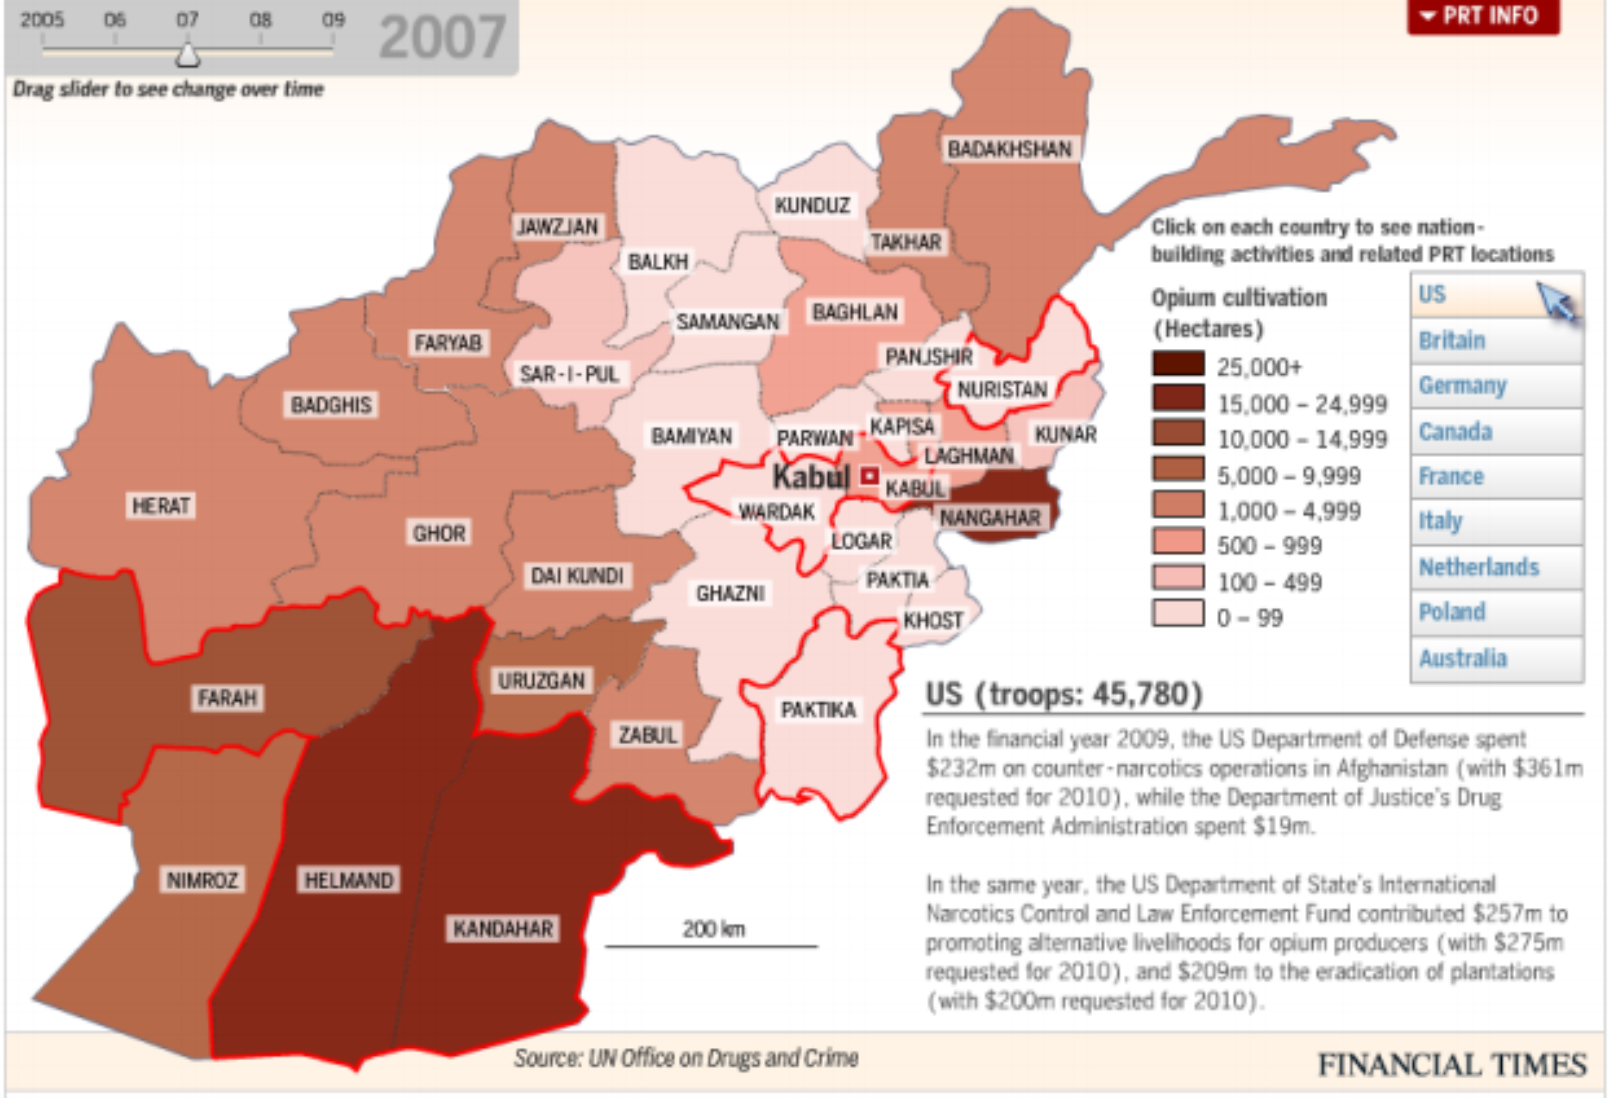 2005 06 07 08 09
2007
Drag slider to see change over time
PRT INFO
BADAKHSHAN
JAWZJAN
KUNDUZ
TAKHAR
BALKH
SAMANGAN
BAGHLAN
FARYAB
SAR-I-PUL
PANJSHIR
NURISTAN
BADGHIS
BAMIYAN
PARWAN
KAPISA
KUNAR
LAGHMAN
Kabul
KABUL
HERAT
GHOR
WARDAK
NANGAHAR
LOGAR
DAI KUNDI
GHAZNI
PAKTIA
KHOST
FARAH
URUZGAN
ZABUL
PAKTIKA
NIMROZ
HELMAND
KANDAHAR
200 km
Click on each country to see nation-
building activities and related PRT locations
Opium cultivation
(Hectares)
25,000+
15,000 – 24,999
10,000 – 14,999
5,000 – 9,999
1,000 – 4,999
500 – 999
100 – 499
0 – 99
US
Britain
Germany
Canada
France
Italy
Netherlands
Poland
Australia
US (troops: 45,780)
In the financial year 2009, the US Department of Defense spent
$232m on counter-narcotics operations in Afghanistan (with $361m
requested for 2010), while the Department of Justice's Drug
Enforcement Administration spent $19m.
In the same year, the US Department of State's International
Narcotics Control and Law Enforcement Fund contributed $257m to
promoting alternative livelihoods for opium producers (with $275m
requested for 2010), and $209m to the eradication of plantations
(with $200m requested for 2010).
Source: UN Office on Drugs and Crime
FINANCIAL TIMES